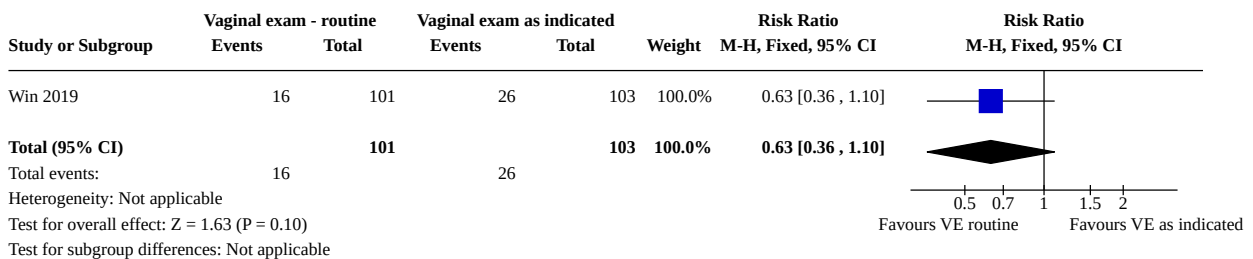 Vaginal exam - routine Vaginal exam as indicated Risk Ratio Risk Ratio
Study or Subgroup Events Total Events Total Weight M-H, Fixed, 95% CI M-H, Fixed, 95% CI
Win 2019 16 101 26 103 100.0% 0.63 [0.36 , 1.10]
Total (95% CI) 101 103 100.0% 0.63 [0.36 , 1.10]
Total events: 16 26
Heterogeneity: Not applicable
0.5 0.7 1 1.5 2
Test for overall effect: Z = 1.63 (P = 0.10)
Favours VE routine Favours VE as indicated
Test for subgroup differences: Not applicable